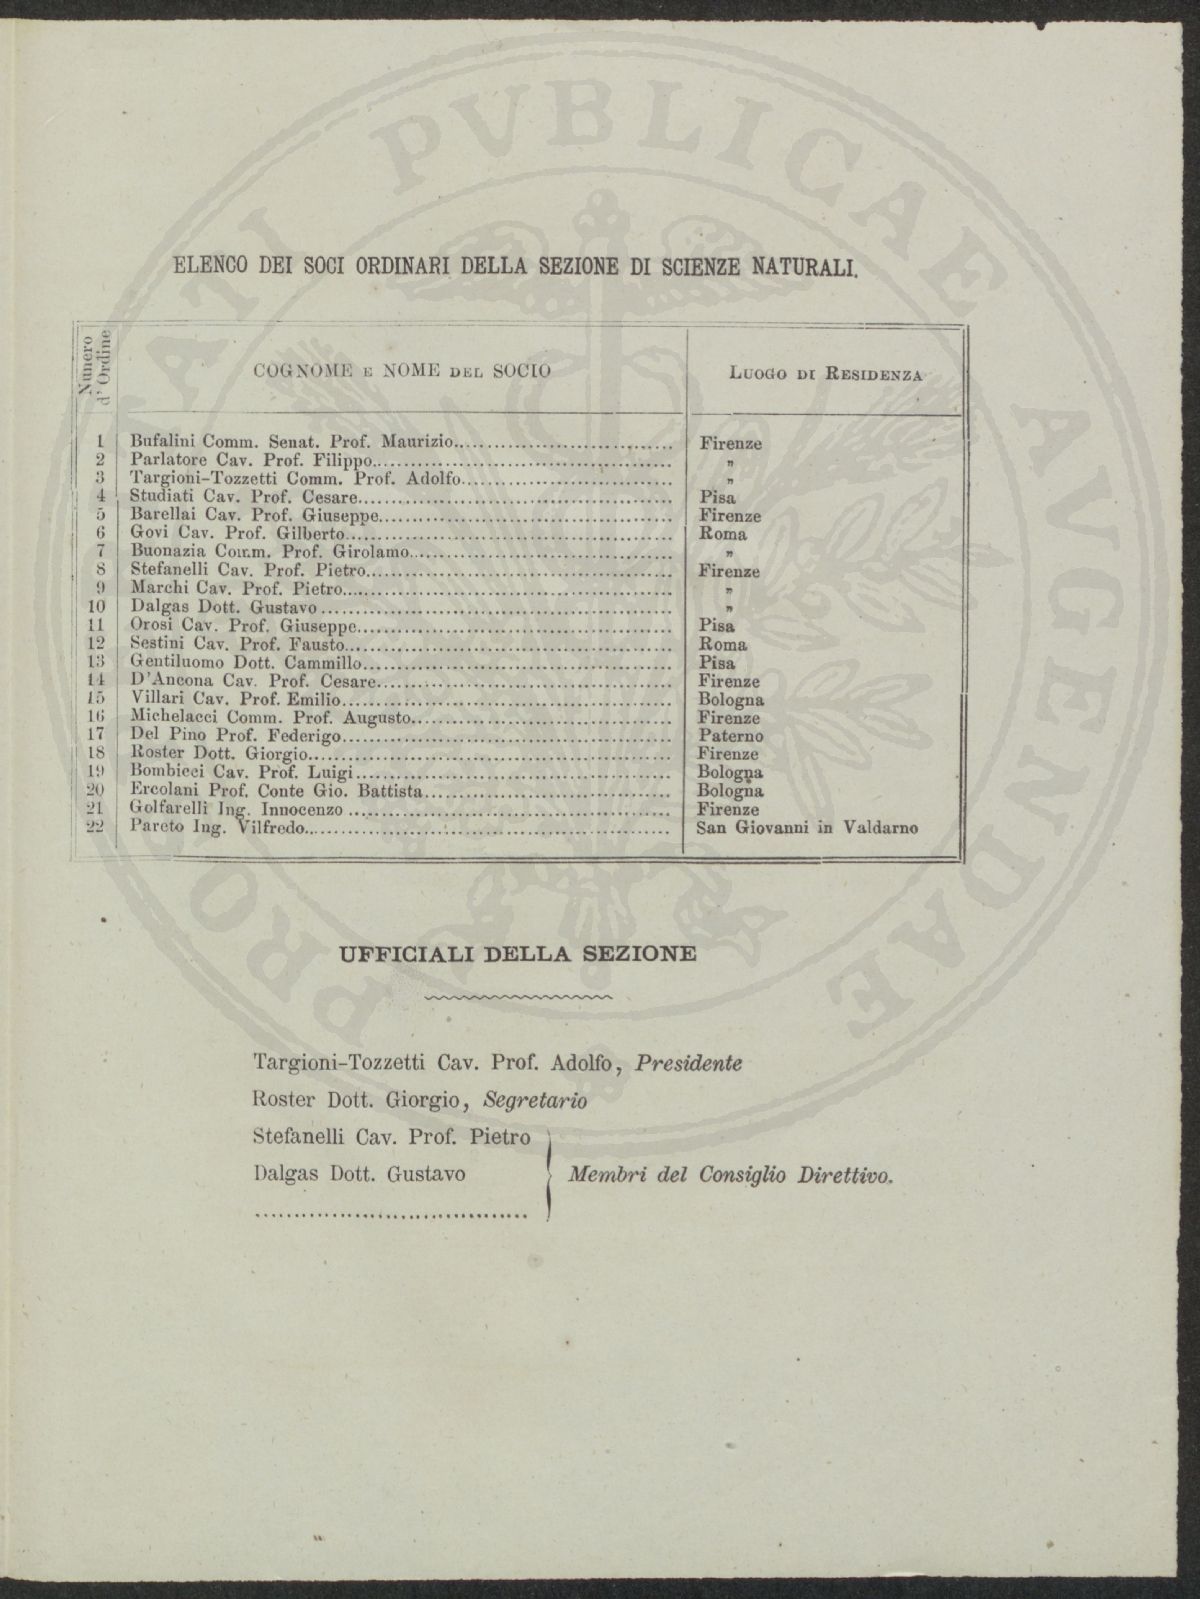 PRO PATI PVBLICAE AVGENDAE
ELENCO DEI SOCI ORDINARI DELLA SEZIONE DI SCIENZE NATURALI.
Numero d'Ordine
COGNOME E NOME DEL SOCIO
LUOGO DI RESIDENZA
1 Bufalini Comm. Senat. Prof. Maurizio Firenze
2 Parlatore Cav. Prof. Filippo "
3 Targioni-Tozzetti Comm. Prof. Adolfo "
4 Studiati Cav. Prof. Cesare Pisa
5 Barellai Cav. Prof. Giuseppe Firenze
6 Govi Cav. Prof. Gilberto Roma
7 Buonazia Comm. Prof. Girolamo "
8 Stefanelli Cav. Prof. Pietro Firenze
9 Marchi Cav. Prof. Pietro "
10 Dalgas Dott. Gustavo "
11 Orosi Cav. Prof. Giuseppe Pisa
12 Sestini Cav. Prof. Fausto Roma
13 Gentiluomo Dott. Cammillo Pisa
14 D'Ancona Cav. Prof. Cesare Firenze
15 Villari Cav. Prof. Emilio Bologna
16 Michelacci Comm. Prof. Augusto Firenze
17 Del Pino Prof. Federigo Paterno
18 Roster Dott. Giorgio Firenze
19 Bombicci Cav. Prof. Luigi Bologna
20 Ercolani Prof. Conte Gio. Battista Bologna
21 Golfarelli Ing. Innocenzo Firenze
22 Pareto Ing. Vilfredo San Giovanni in Valdarno
UFFICIALI DELLA SEZIONE
Targioni-Tozzetti Cav. Prof. Adolfo, Presidente
Roster Dott. Giorgio, Segretario
Stefanelli Cav. Prof. Pietro
Dalgas Dott. Gustavo
Membri del Consiglio Direttivo.